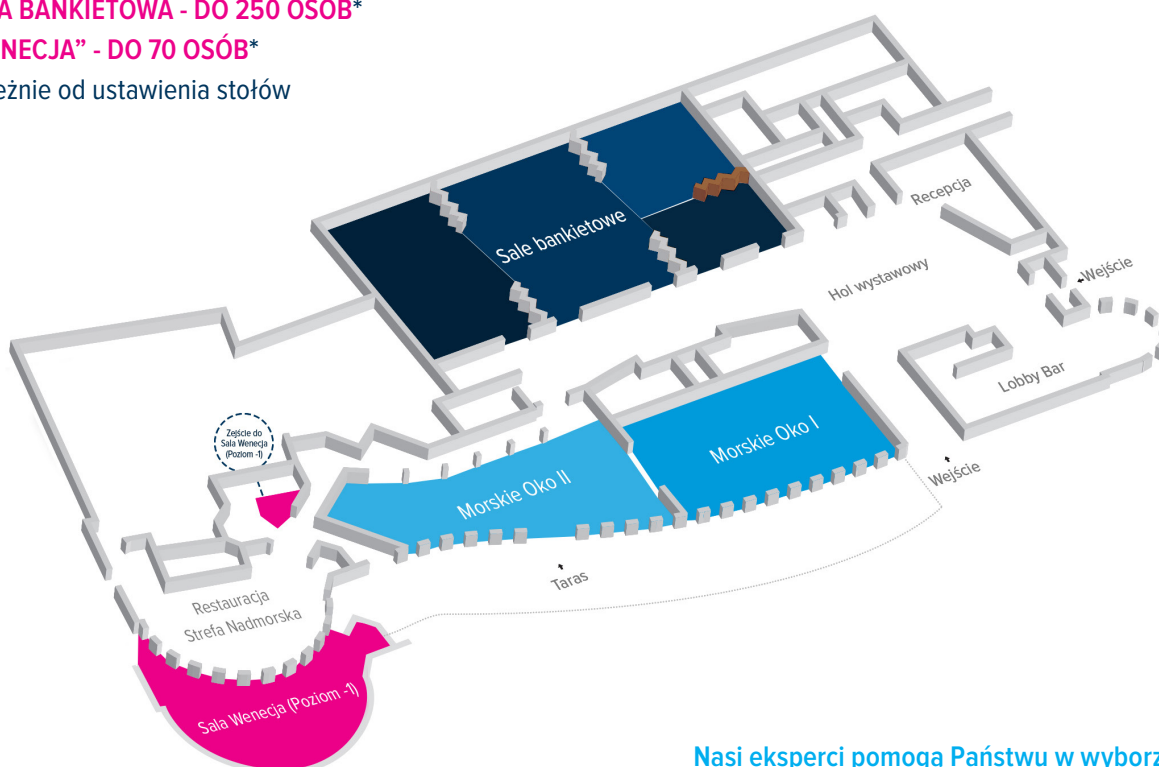 A BANKIETOWA - DO 250 OSÓB*
NECJA” - DO 70 OSÓB*
eżnie od ustawienia stołów
Recepcja
Sale bankietowe
Wejście
Hol wystawowy
Lobby Bar
Zejście do
Sala Wenecja
(Poziom -1)
Morskie Oko I
Morskie Oko II
Wejście
Taras
Restauracja
Strefa Nadmorska
Sala Wenecja (Poziom -1)
Nasi eksperci pomogą Państwu w wyborz